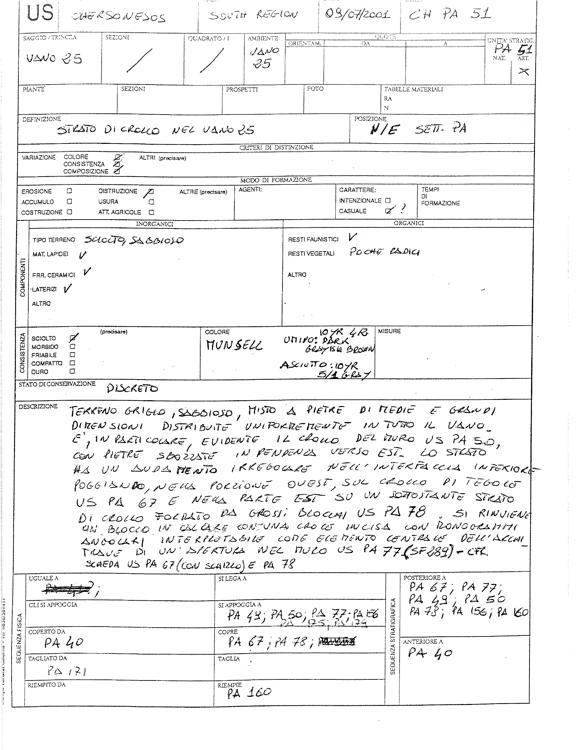 US CHERSONESOS SOUTH REGION 09/07/2001 CH PA 51
SAGGIO/TRINCEA SEZIONI QUADRATO/I AMBIENTE QUOTE UNITA' STRATIG.
VANO 25 / / VANO 25 ORIENTAM. DA A PA 51
NAT. ART.
X
PIANTE SEZIONI PROSPETTI FOTO TABELLE MATERIALI
RA
N
DEFINIZIONE POSIZIONE
STRATO DI CROLLO NEL VANO 25 N/E SETT. PA
CRITERI DI DISTINZIONE
VARIAZIONE COLORE ALTRI (precisare)
CONSISTENZA
COMPOSIZIONE
MODO DI FORMAZIONE
EROSIONE DISTRUZIONE ALTRE (precisare) AGENTI: CARATTERE: TEMPI
ACCUMULO USURA INTENZIONALE DI
COSTRUZIONE ATT. AGRICOLE CASUALE ? FORMAZIONE
INORGANICI ORGANICI
COMPONENTI
TIPO TERRENO SCIOLTO, SABBIOSO RESTI FAUNISTICI V
MAT. LAPIDEI V RESTI VEGETALI POCHE RADICI
FRR. CERAMICI V ALTRO
LATERIZI V
ALTRO
CONSISTENZA
SCIOLTO (precisare) COLORE 10YR 4R MISURE
MORBIDO MUNSELL UMIDO: DARK
FRIABILE GRAYISH BROWN
COMPATTO ASCIUTTO: 10YR
DURO 5/1 GRAY
STATO DI CONSERVAZIONE DISCRETO
DESCRIZIONE TERRENO GRIGIO, SABBIOSO, MISTO A PIETRE DI MEDIE E GRANDI
DIMENSIONI DISTRIBUITE UNIFORMEMENTE IN TUTTO IL VANO.
E', IN PARTICOLARE, EVIDENTE IL CROLLO DEL MURO US PA 50,
CON PIETRE SBOZZATE IN PENDENZA VERSO EST. LO STRATO
HA UN ANDAMENTO IRREGOLARE NELL'INTERFACCIA INFERIORE
POGGIANDO, NELLA PORZIONE OVEST, SUL CROLLO DI TEGOLE
US PA 67 E NELLA PARTE EST SU UN SOTTOSTANTE STRATO
DI CROLLO FORMATO DA GROSSI BLOCCHI US PA 78. SI RINVIENE
UN BLOCCO IN CALCARE CON UNA CROCE INCISA CON MONOGRAMMI
ANGOLARI INTERPRETABILE COME ELEMENTO CENTRALE DELL'ARCHI
TRAVE DI UN'APERTURA NEL MURO US PA 77 (SF 289) - CFR.
SCHEDA US PA 67 (CON SCHIZZO) E PA 78
SEQUENZA FISICA
UGUALE A SI LEGA A
GLI SI APPOGGIA SI APPOGGIA A
PA 49; PA 50; PA 77; PA 156
PA 175; PA 174
COPERTO DA COPRE
PA 40 PA 67; PA 78;
TAGLIATO DA TAGLIA
PA 171
RIEMPITO DA RIEMPIE
PA 160
SEQUENZA STRATIGRAFICA
POSTERIORE A
PA 67; PA 77;
PA 49; PA 50
PA 78; PA 156; PA 160
ANTERIORE A
PA 40